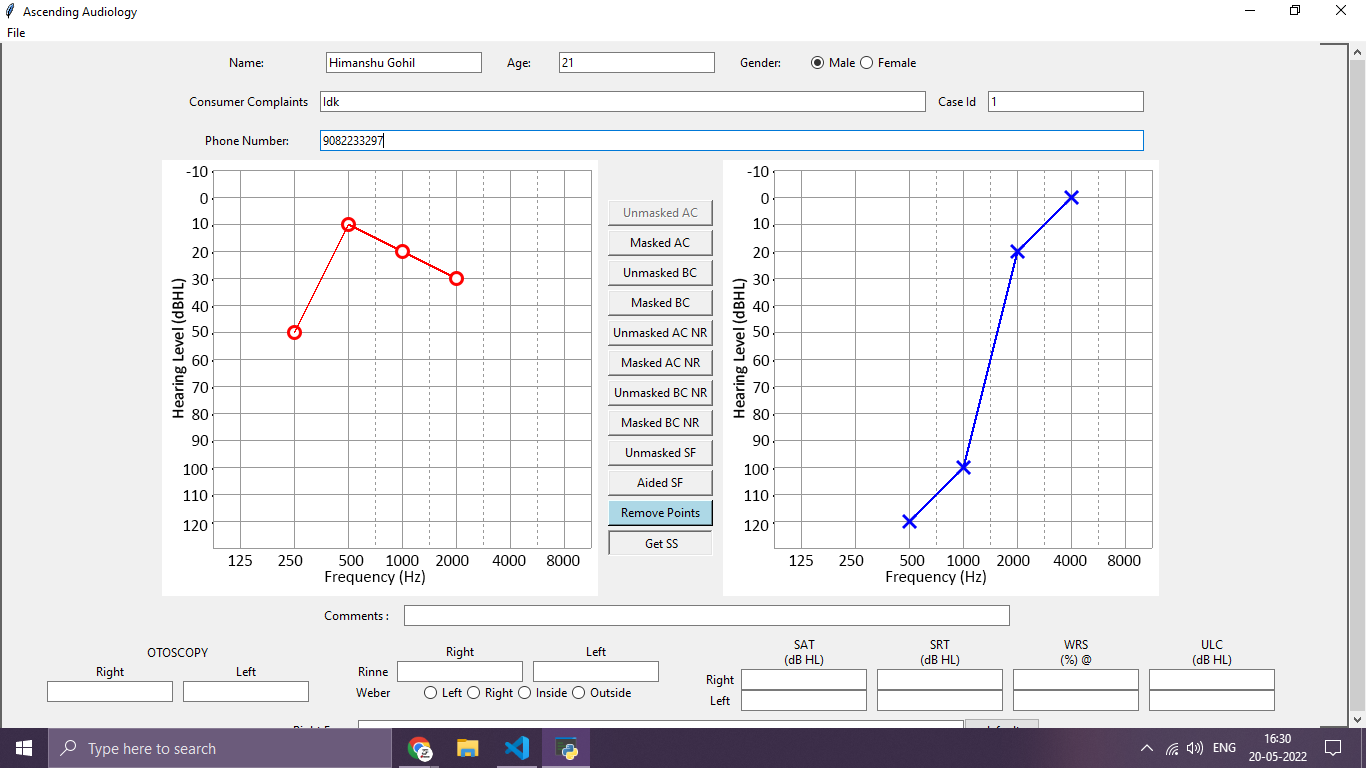 Ascending Audiology
File
Name: Himanshu Gohil Age: 21 Gender: Male Female
Consumer Complaints Idk Case Id 1
Phone Number: 9082233297
-10
0
10
20
30
40
50
60
70
80
90
100
110
120
Hearing Level (dBHL)
125 250 500 1000 2000 4000 8000
Frequency (Hz)
Unmasked AC
Masked AC
Unmasked BC
Masked BC
Unmasked AC NR
Masked AC NR
Unmasked BC NR
Masked BC NR
Unmasked SF
Aided SF
Remove Points
Get SS
-10
0
10
20
30
40
50
60
70
80
90
100
110
120
Hearing Level (dBHL)
125 250 500 1000 2000 4000 8000
Frequency (Hz)
Comments :
OTOSCOPY
Right Left
Right Left
Rinne
Weber Left Right Inside Outside
SAT SRT WRS ULC
(dB HL) (dB HL) (%) @ (dB HL)
Right
Left
Type here to search
ENG
16:30
20-05-2022